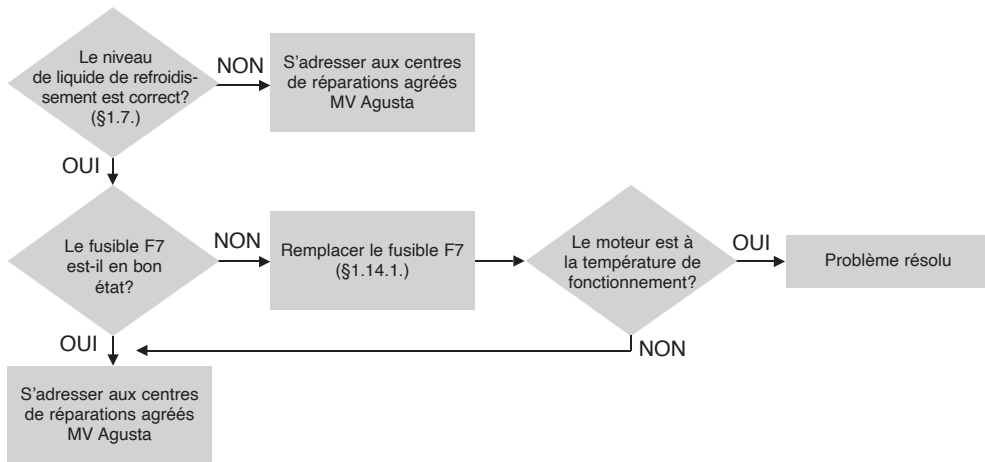 Le niveau
de liquide de refroidis-
sement est correct?
(§1.7.)
NON
S'adresser aux centres
de réparations agréés
MV Agusta
OUI
Le fusible F7
est-il en bon
état?
NON
Remplacer le fusible F7
(§1.14.1.)
Le moteur est à
la température de
fonctionnement?
OUI
Problème résolu
OUI
NON
S'adresser aux centres
de réparations agréés
MV Agusta